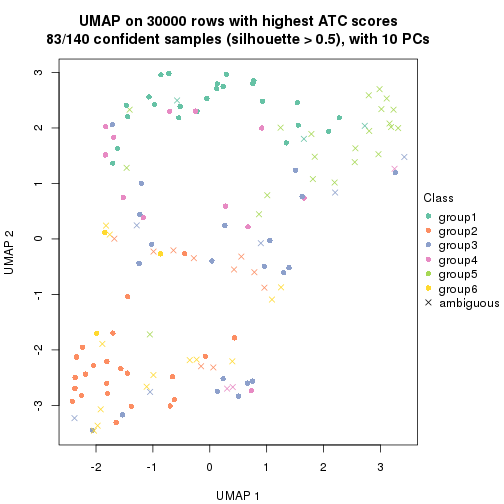 UMAP on 30000 rows with highest ATC scores
83/140 confident samples (silhouette > 0.5), with 10 PCs
3
2
1
0
-1
-2
-3
UMAP 2
-2
-1
0
1
2
3
UMAP 1
Class
group1
group2
group3
group4
group5
group6
ambiguous